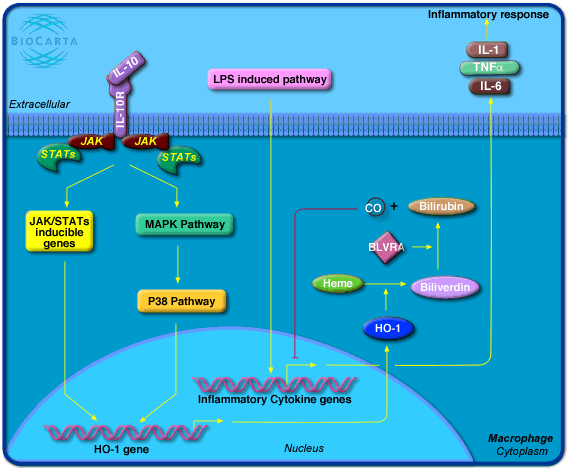 Inflammatory response
BIOCARTA
IL-1
TNFα
IL-6
IL-10
LPS induced pathway
Extracellular
IL-10R
JAK
JAK
STATs
STATs
JAK/STATs
inducible
genes
MAPK Pathway
CO + Bilirubin
BLVRA
Heme
Biliverdin
P38 Pathway
HO-1
Inflammatory Cytokine genes
HO-1 gene
Nucleus
Macrophage
Cytoplasm